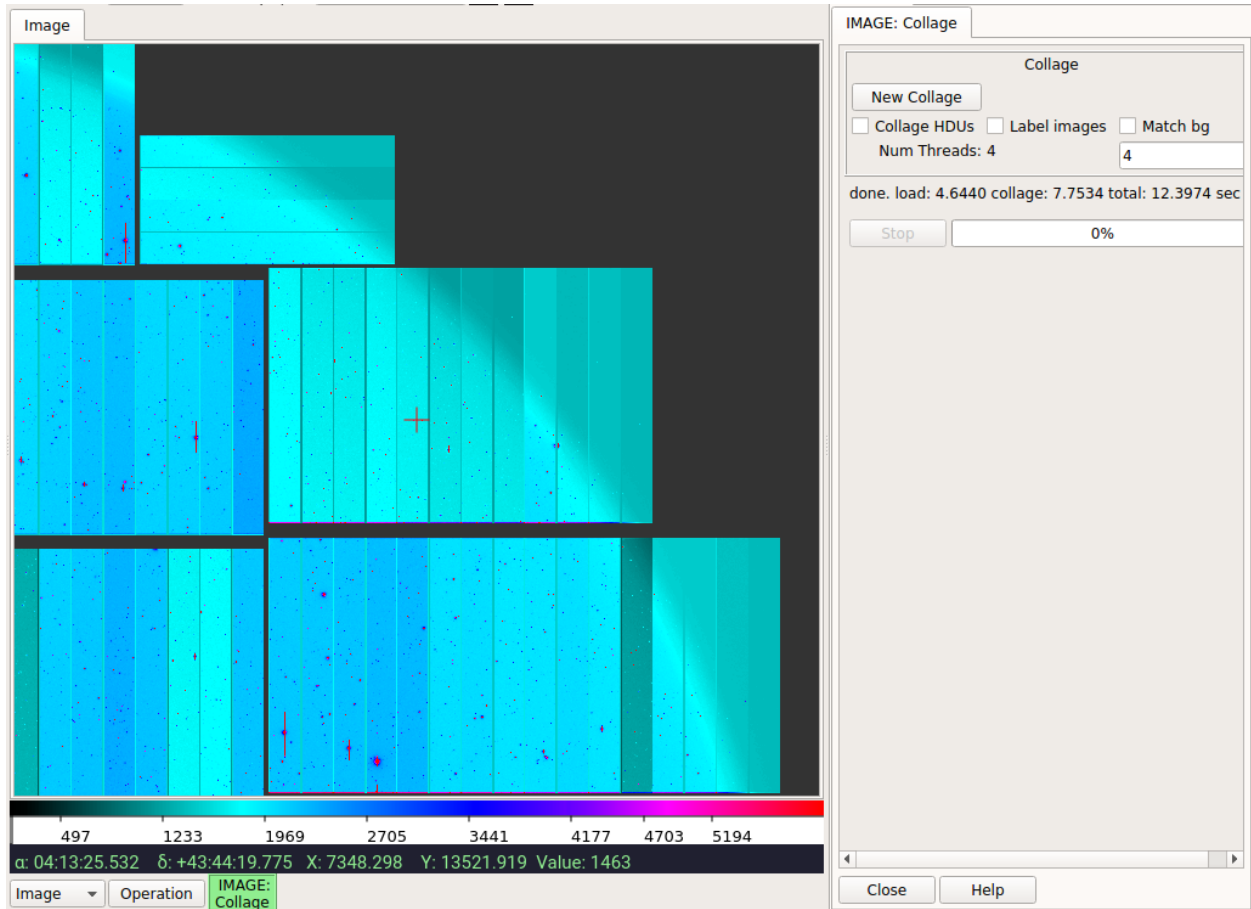 Image
IMAGE: Collage
Collage
New Collage
Collage HDUs Label images Match bg
Num Threads: 4 4
done. load: 4.6440 collage: 7.7534 total: 12.3974 sec
Stop 0%
497 1233 1969 2705 3441 4177 4703 5194
α: 04:13:25.532 δ: +43:44:19.775 X: 7348.298 Y: 13521.919 Value: 1463
Image Operation IMAGE:
Collage
Close Help